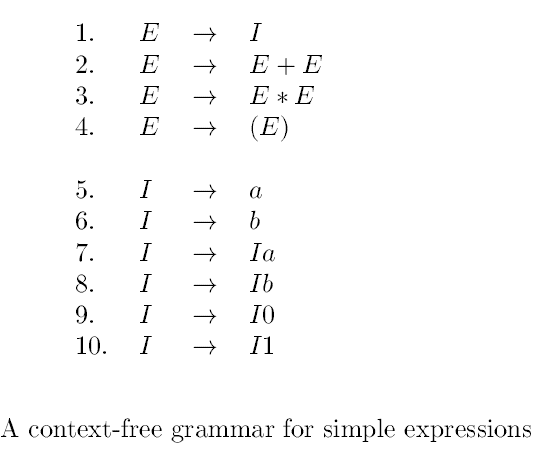 1. E → I
2. E → E + E
3. E → E ∗ E
4. E → (E)
5. I → a
6. I → b
7. I → Ia
8. I → Ib
9. I → I0
10. I → I1
A context-free grammar for simple expressions